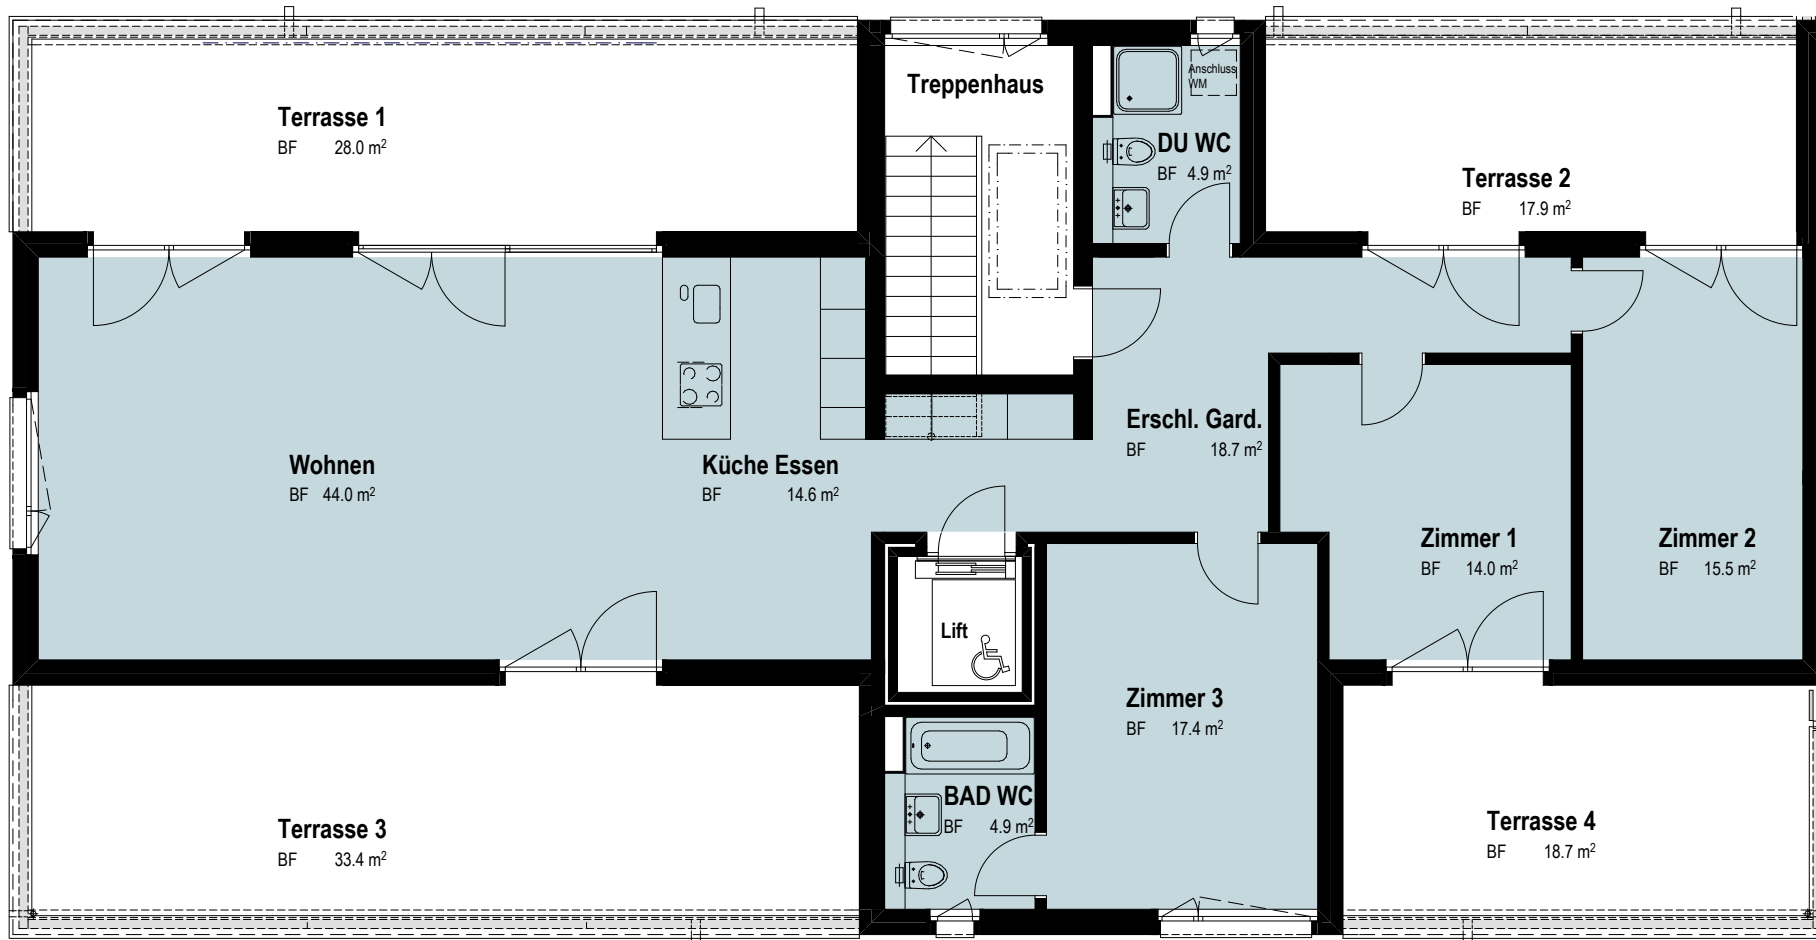 Treppenhaus
Anschluss
WM
Terrasse 1
BF 28.0 m²
DU WC
BF 4.9 m²
Terrasse 2
BF 17.9 m²
Erschl. Gard.
BF 18.7 m²
Wohnen
BF 44.0 m²
Küche Essen
BF 14.6 m²
Zimmer 1
BF 14.0 m²
Zimmer 2
BF 15.5 m²
Lift
Zimmer 3
BF 17.4 m²
BAD WC
BF 4.9 m²
Terrasse 3
BF 33.4 m²
Terrasse 4
BF 18.7 m²